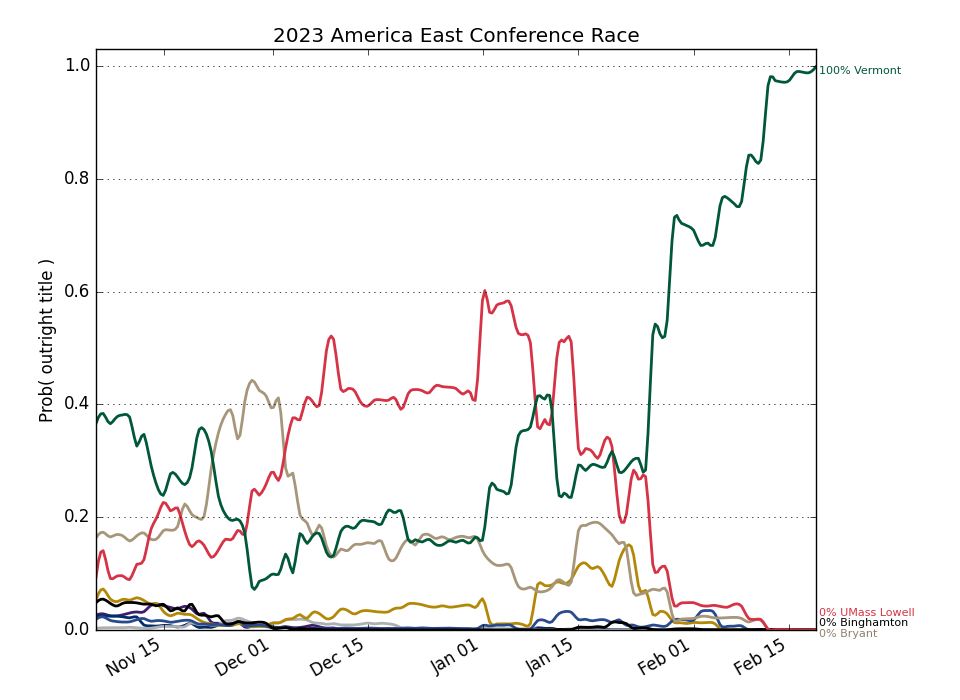 2023 America East Conference Race
Prob( outright title )
1.0
0.8
0.6
0.4
0.2
0.0
Nov 15
Dec 01
Dec 15
Jan 01
Jan 15
Feb 01
Feb 15
100% Vermont
0% UMass Lowell
0% Binghamton
0% Bryant